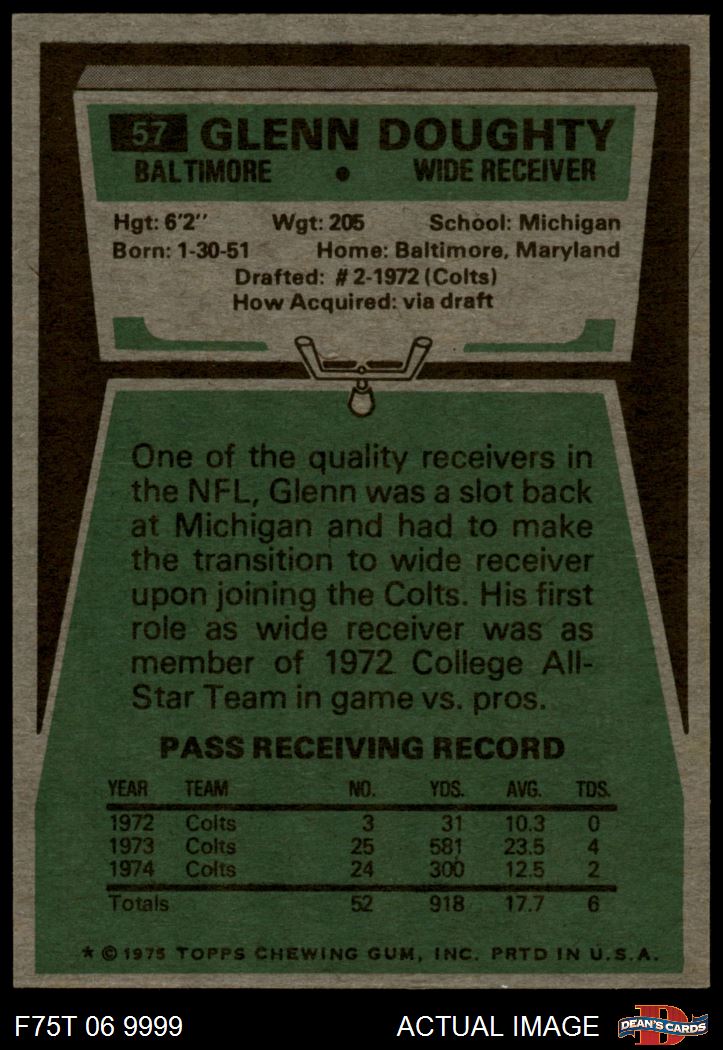 57 GLENN DOUGHTY
BALTIMORE • WIDE RECEIVER
Hgt: 6'2" Wgt: 205 School: Michigan
Born: 1-30-51 Home: Baltimore, Maryland
Drafted: #2-1972 (Colts)
How Acquired: via draft
One of the quality receivers in
the NFL, Glenn was a slot back
at Michigan and had to make
the transition to wide receiver
upon joining the Colts. His first
role as wide receiver was as
member of 1972 College All-
Star Team in game vs. pros.
PASS RECEIVING RECORD
YEAR TEAM NO. YDS. AVG. TDS.
1972 Colts 3 31 10.3 0
1973 Colts 25 581 23.5 4
1974 Colts 24 300 12.5 2
Totals 52 918 17.7 6
* © 1975 TOPPS CHEWING GUM, INC. PRTD IN U.S.A.
F75T 06 9999 ACTUAL IMAGE D DEAN'S CARDS